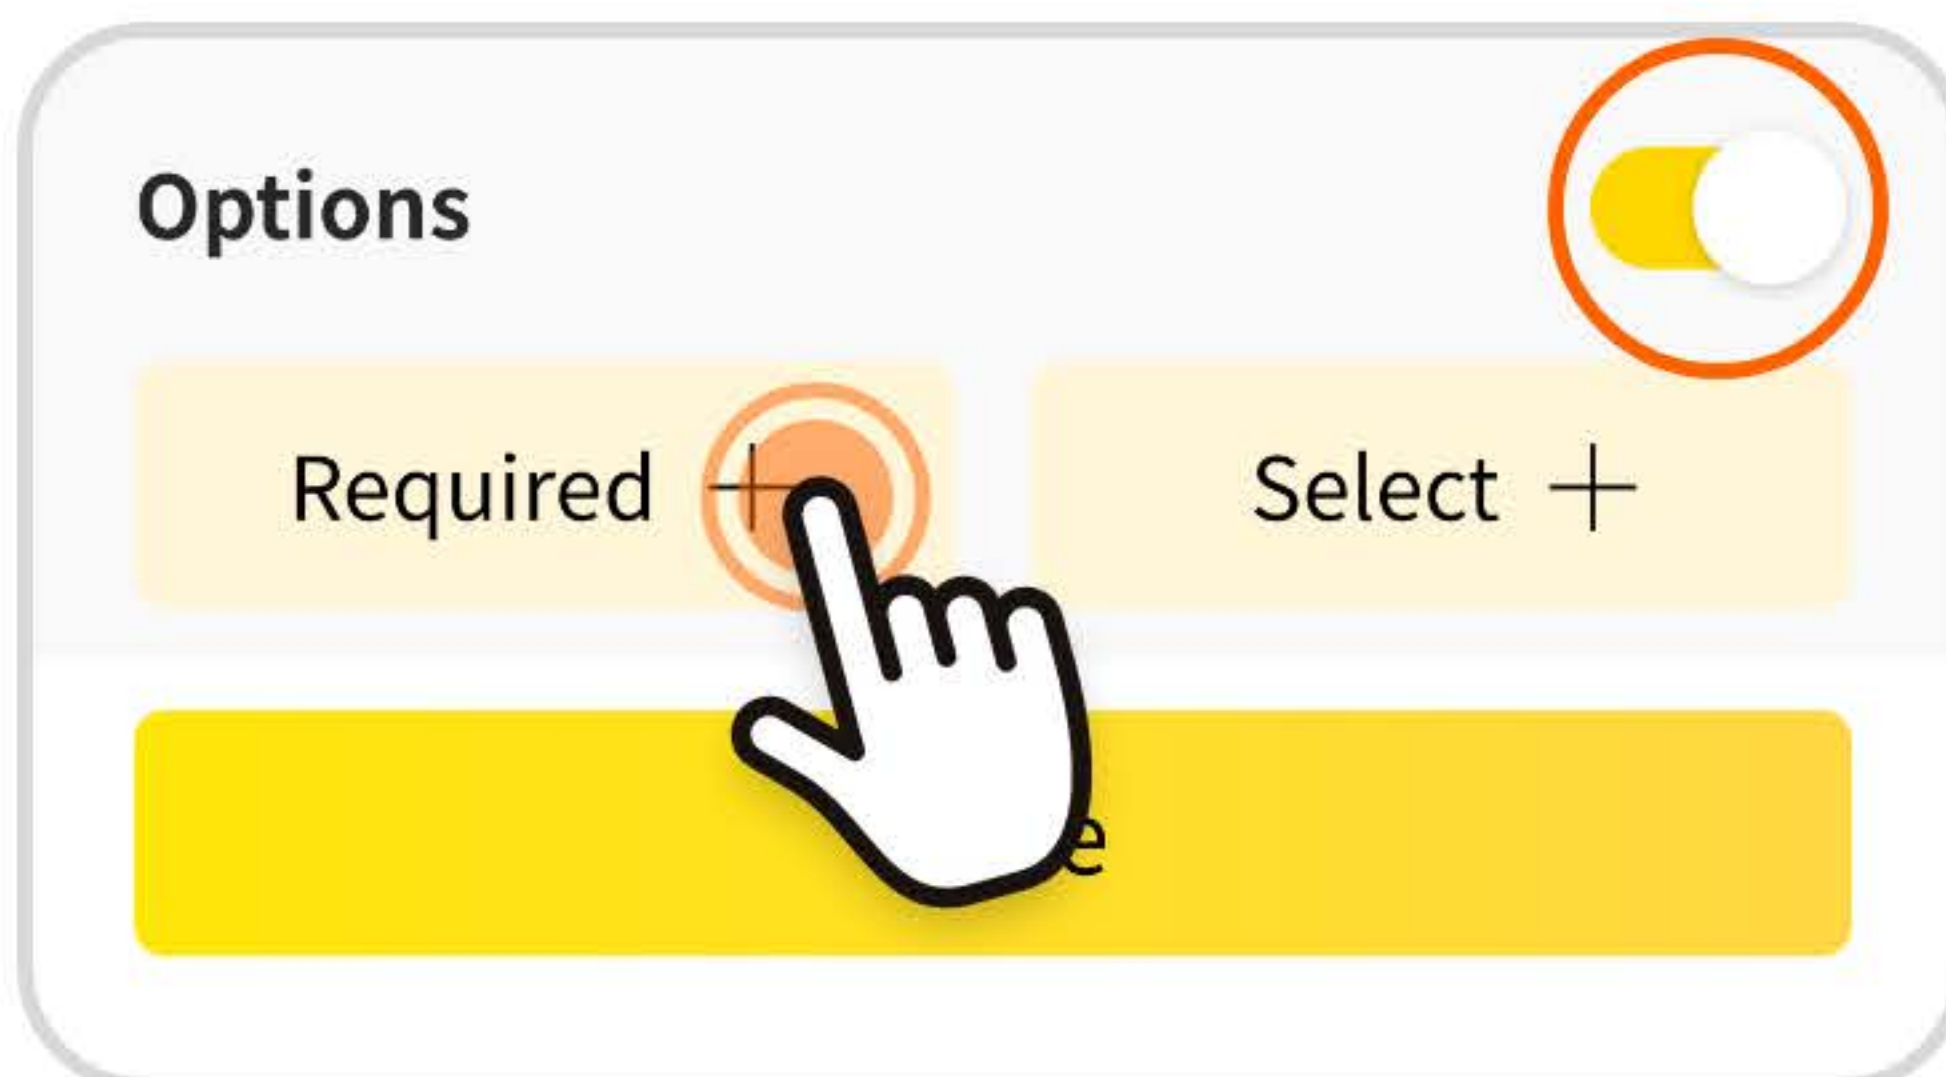 Options
Required +
Select +